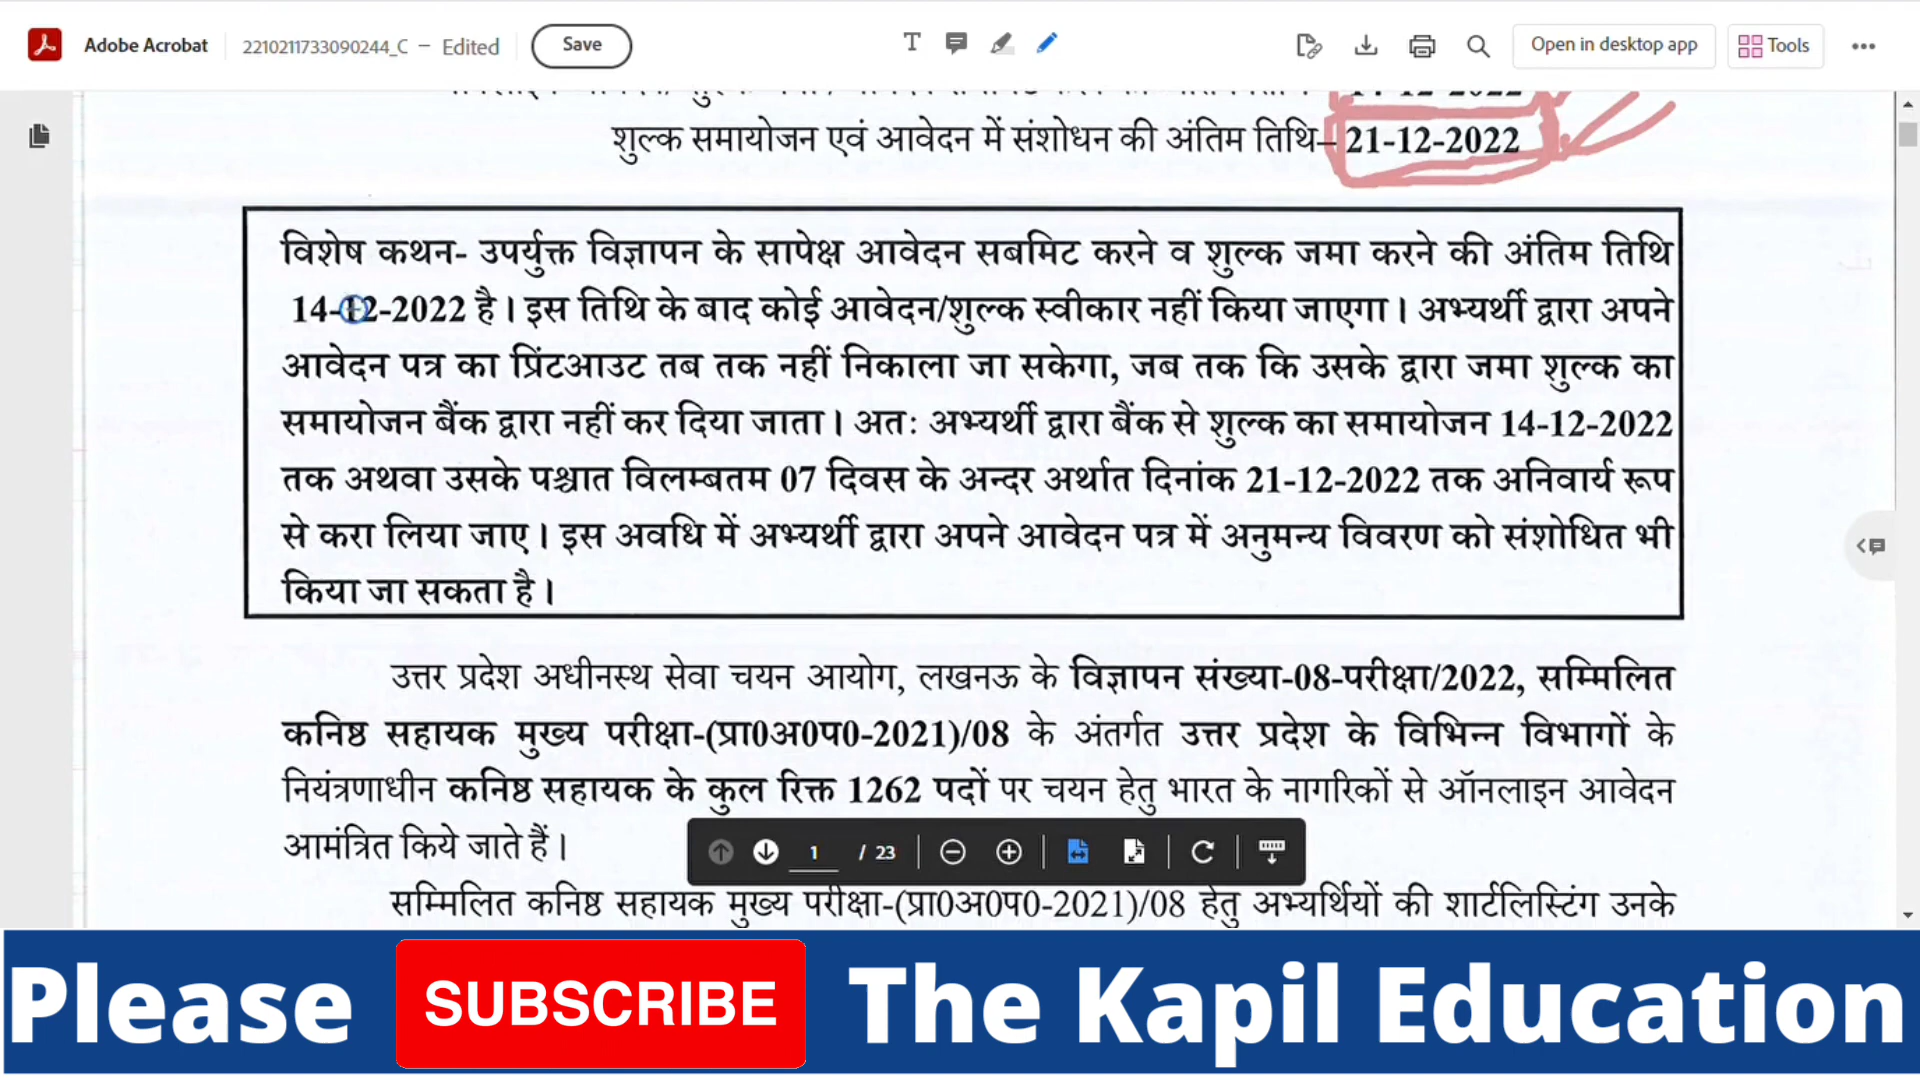 Adobe Acrobat
2210211733090244_C – Edited
Save
Open in desktop app
Tools
14-12-2022
शुल्क समायोजन एवं आवेदन में संशोधन की अंतिम तिथि– 21-12-2022
विशेष कथन- उपर्युक्त विज्ञापन के सापेक्ष आवेदन सबमिट करने व शुल्क जमा करने की अंतिम तिथि
14-12-2022 है। इस तिथि के बाद कोई आवेदन/शुल्क स्वीकार नहीं किया जाएगा। अभ्यर्थी द्वारा अपने
आवेदन पत्र का प्रिंटआउट तब तक नहीं निकाला जा सकेगा, जब तक कि उसके द्वारा जमा शुल्क का
समायोजन बैंक द्वारा नहीं कर दिया जाता। अतः अभ्यर्थी द्वारा बैंक से शुल्क का समायोजन 14-12-2022
तक अथवा उसके पश्चात विलम्बतम 07 दिवस के अन्दर अर्थात दिनांक 21-12-2022 तक अनिवार्य रूप
से करा लिया जाए। इस अवधि में अभ्यर्थी द्वारा अपने आवेदन पत्र में अनुमन्य विवरण को संशोधित भी
किया जा सकता है।
उत्तर प्रदेश अधीनस्थ सेवा चयन आयोग, लखनऊ के विज्ञापन संख्या-08-परीक्षा/2022, सम्मिलित
कनिष्ठ सहायक मुख्य परीक्षा-(प्रा0अ0प0-2021)/08 के अंतर्गत उत्तर प्रदेश के विभिन्न विभागों के
नियंत्रणाधीन कनिष्ठ सहायक के कुल रिक्त 1262 पदों पर चयन हेतु भारत के नागरिकों से ऑनलाइन आवेदन
आमंत्रित किये जाते हैं।
1 / 23
सम्मिलित कनिष्ठ सहायक मुख्य परीक्षा-(प्रा0अ0प0-2021)/08 हेतु अभ्यर्थियों की शार्टलिस्टिंग उनके
Please SUBSCRIBE The Kapil Education